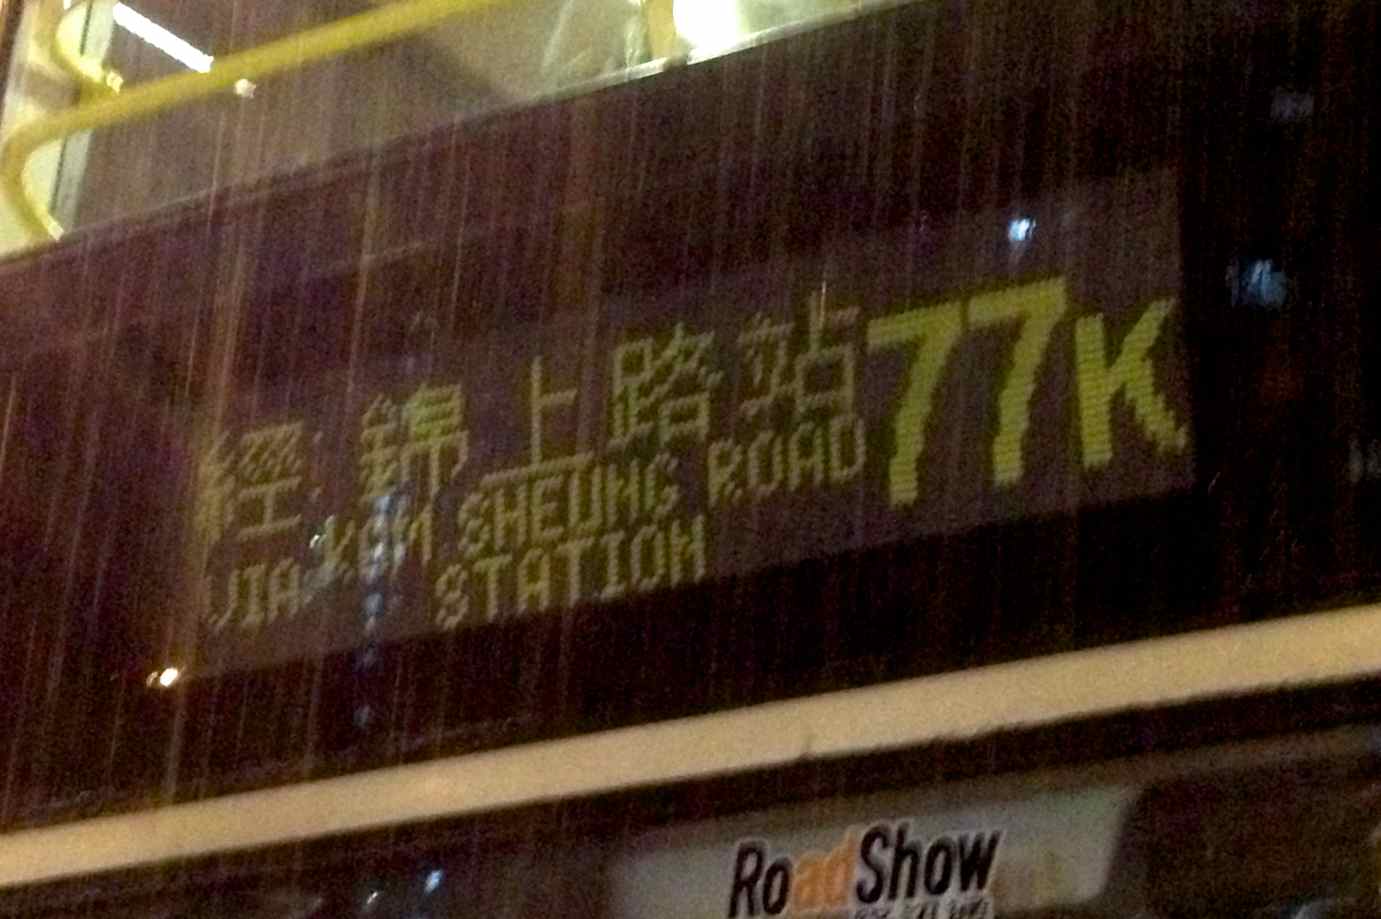 經:錦上路站 77K
VIA KAM SHEUNG ROAD
STATION
RoadShow